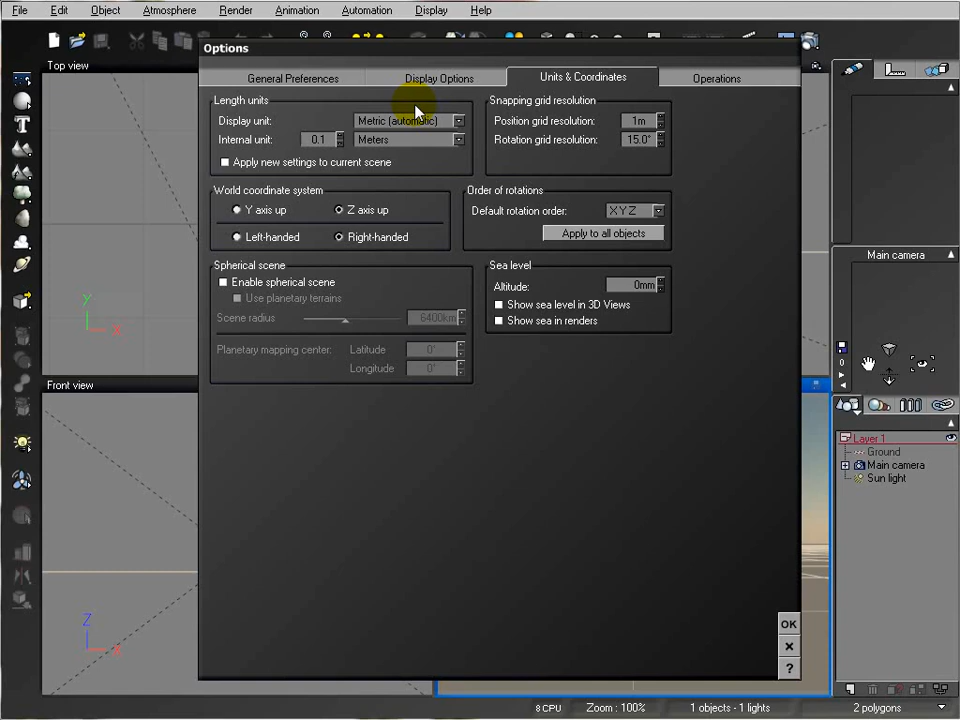 File Edit Object Atmosphere Render Animation Automation Display Help
Options
Top view
General Preferences Display Options Units & Coordinates Operations
Length units
Display unit: Metric (automatic)
Internal unit: 0.1 Meters
Apply new settings to current scene
Snapping grid resolution
Position grid resolution: 1m
Rotation grid resolution: 15.0°
World coordinate system
Y axis up Z axis up
Left-handed Right-handed
Order of rotations
Default rotation order: XYZ
Apply to all objects
Spherical scene
Enable spherical scene
Use planetary terrains
Scene radius 6400km
Planetary mapping center: Latitude 0°
Longitude 0°
Sea level
Altitude: 0mm
Show sea level in 3D Views
Show sea in renders
Main camera
0
Y
X
Front view
Z
X
Layer 1
Ground
Main camera
Sun light
OK
?
8 CPU Zoom : 100% 1 objects - 1 lights 2 polygons